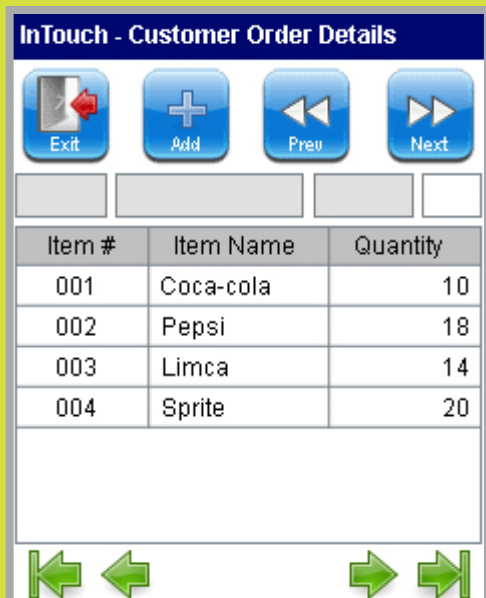 InTouch - Customer Order Details
Exit Add Prev Next
Item # Item Name Quantity
001 Coca-cola 10
002 Pepsi 18
003 Limca 14
004 Sprite 20